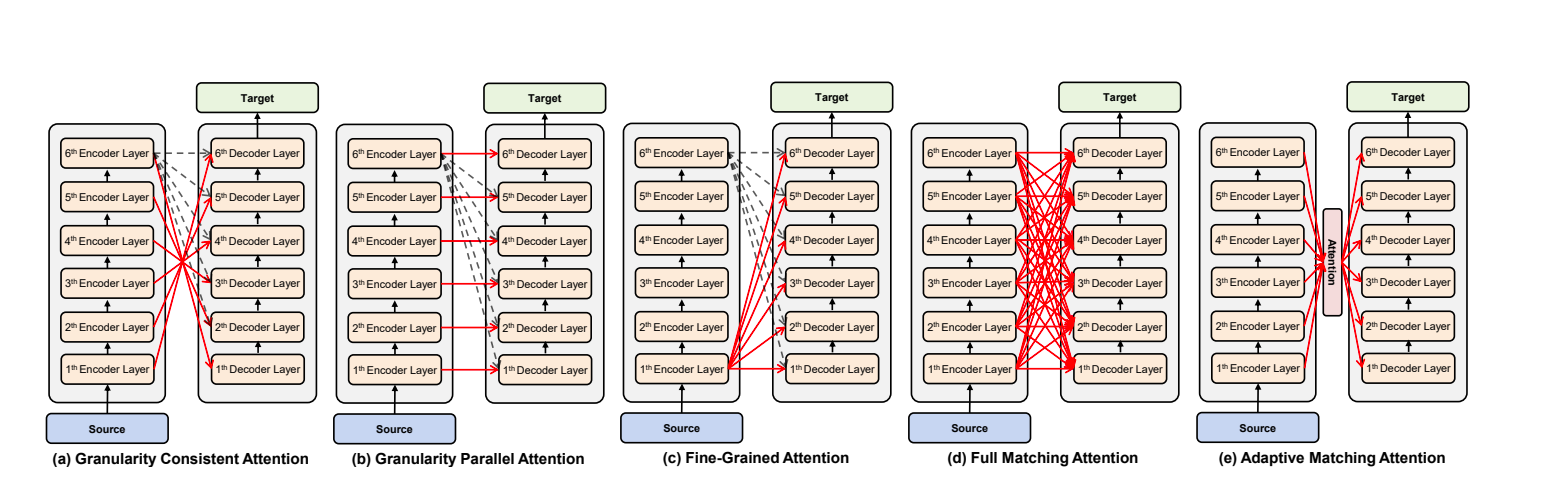 Target
6th Encoder Layer
5th Encoder Layer
4th Encoder Layer
3th Encoder Layer
2th Encoder Layer
1th Encoder Layer
6th Decoder Layer
5th Decoder Layer
4th Decoder Layer
3th Decoder Layer
2th Decoder Layer
1th Decoder Layer
Source
(a) Granularity Consistent Attention
Target
6th Encoder Layer
5th Encoder Layer
4th Encoder Layer
3th Encoder Layer
2th Encoder Layer
1th Encoder Layer
6th Decoder Layer
5th Decoder Layer
4th Decoder Layer
3th Decoder Layer
2th Decoder Layer
1th Decoder Layer
Source
(b) Granularity Parallel Attention
Target
6th Encoder Layer
5th Encoder Layer
4th Encoder Layer
3th Encoder Layer
2th Encoder Layer
1th Encoder Layer
6th Decoder Layer
5th Decoder Layer
4th Decoder Layer
3th Decoder Layer
2th Decoder Layer
1th Decoder Layer
Source
(c) Fine-Grained Attention
Target
6th Encoder Layer
5th Encoder Layer
4th Encoder Layer
3th Encoder Layer
2th Encoder Layer
1th Encoder Layer
6th Decoder Layer
5th Decoder Layer
4th Decoder Layer
3th Decoder Layer
2th Decoder Layer
1th Decoder Layer
Source
(d) Full Matching Attention
Target
6th Encoder Layer
5th Encoder Layer
4th Encoder Layer
3th Encoder Layer
2th Encoder Layer
1th Encoder Layer
Attention
6th Decoder Layer
5th Decoder Layer
4th Decoder Layer
3th Decoder Layer
2th Decoder Layer
1th Decoder Layer
Source
(e) Adaptive Matching Attention